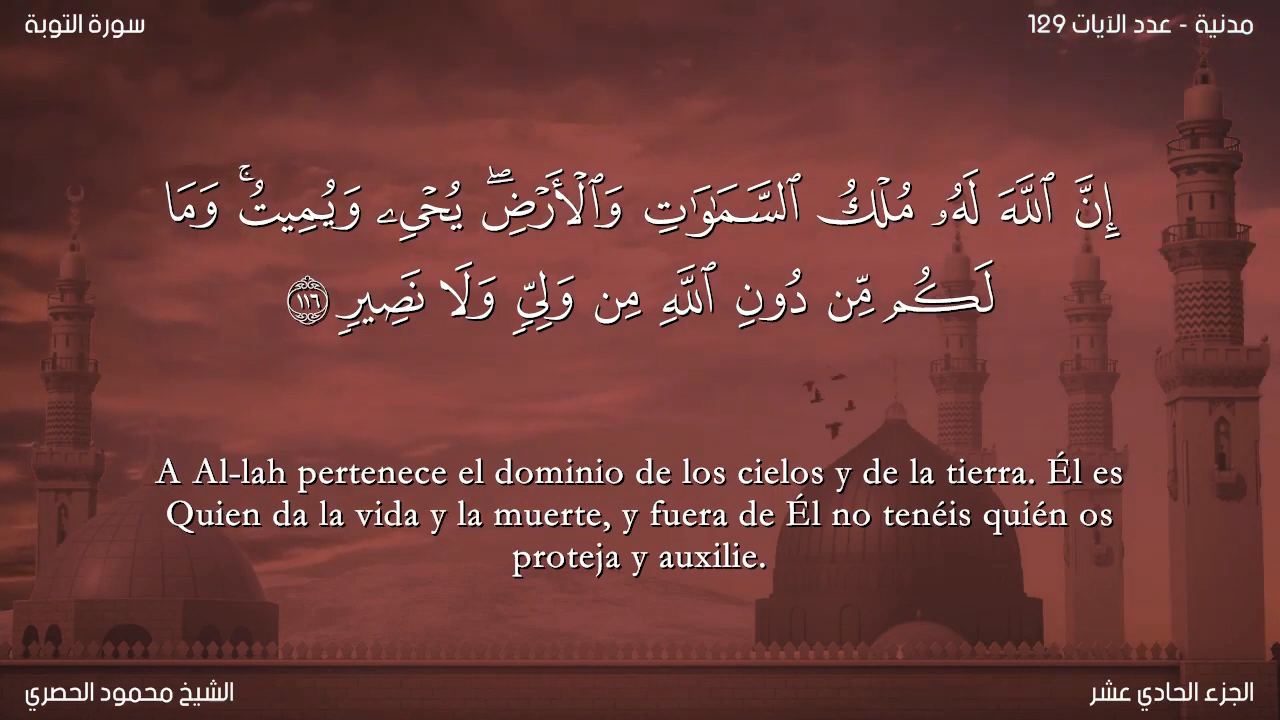 مدنية - عدد الآيات 129
سورة التوبة
إِنَّ ٱللَّهَ لَهُۥ مُلْكُ ٱلسَّمَـٰوَٰتِ وَٱلْأَرْضِ ۖ يُحْىِۦ وَيُمِيتُ ۚ وَمَا
لَكُم مِّن دُونِ ٱللَّهِ مِن وَلِىٍّ وَلَا نَصِيرٍ ١١٦
A Al-lah pertenece el dominio de los cielos y de la tierra. Él es
Quien da la vida y la muerte, y fuera de Él no tenéis quién os
proteja y auxilie.
الجزء الحادي عشر
الشيخ محمود الحصري